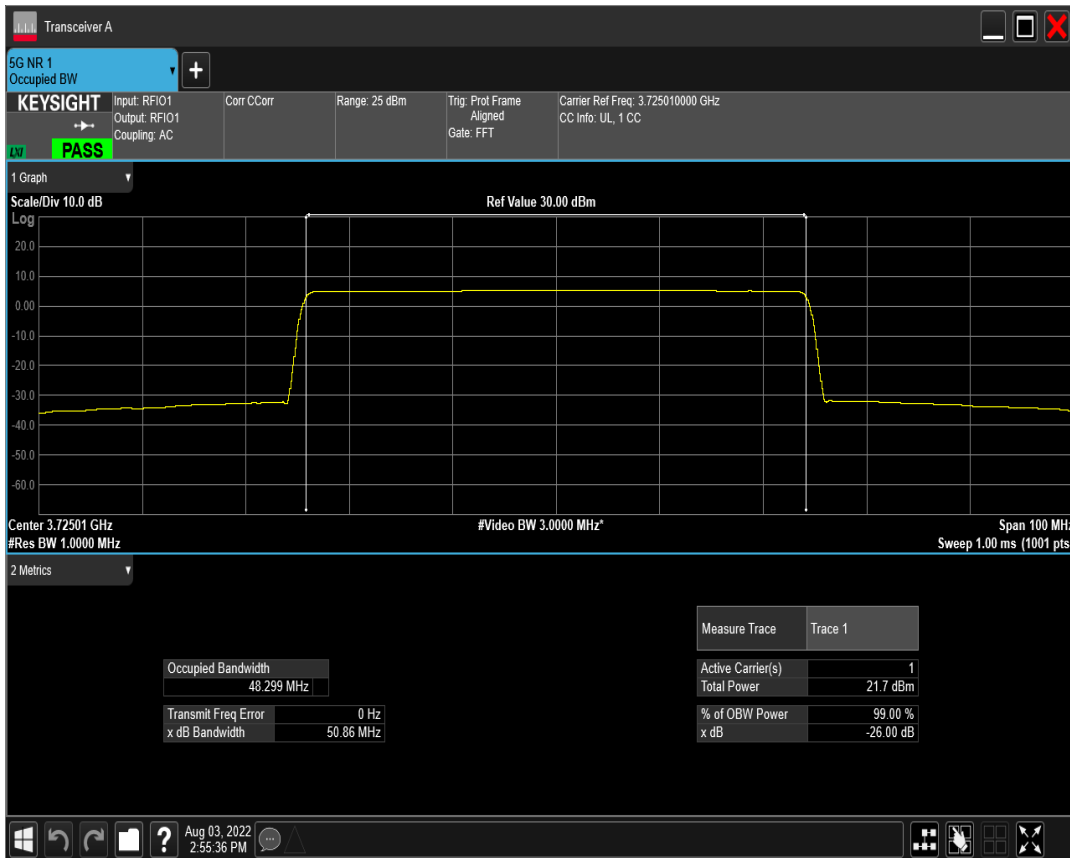 Transceiver A
5G NR 1
Occupied BW
KEYSIGHT
LXI
PASS
Input: RFIO1
Output: RFIO1
Coupling: AC
Corr CCorr
Range: 25 dBm
Trig: Prot Frame
Aligned
Gate: FFT
Carrier Ref Freq: 3.725010000 GHz
CC Info: UL, 1 CC
1 Graph
Scale/Div 10.0 dB
Ref Value 30.00 dBm
Log
20.0
10.0
0.00
-10.0
-20.0
-30.0
-40.0
-50.0
-60.0
Center 3.72501 GHz
#Video BW 3.0000 MHz*
Span 100 MHz
#Res BW 1.0000 MHz
Sweep 1.00 ms (1001 pts
2 Metrics
Measure Trace Trace 1
Occupied Bandwidth
48.299 MHz
Active Carrier(s) 1
Total Power 21.7 dBm
Transmit Freq Error 0 Hz
x dB Bandwidth 50.86 MHz
% of OBW Power 99.00 %
x dB -26.00 dB
Aug 03, 2022
2:55:36 PM